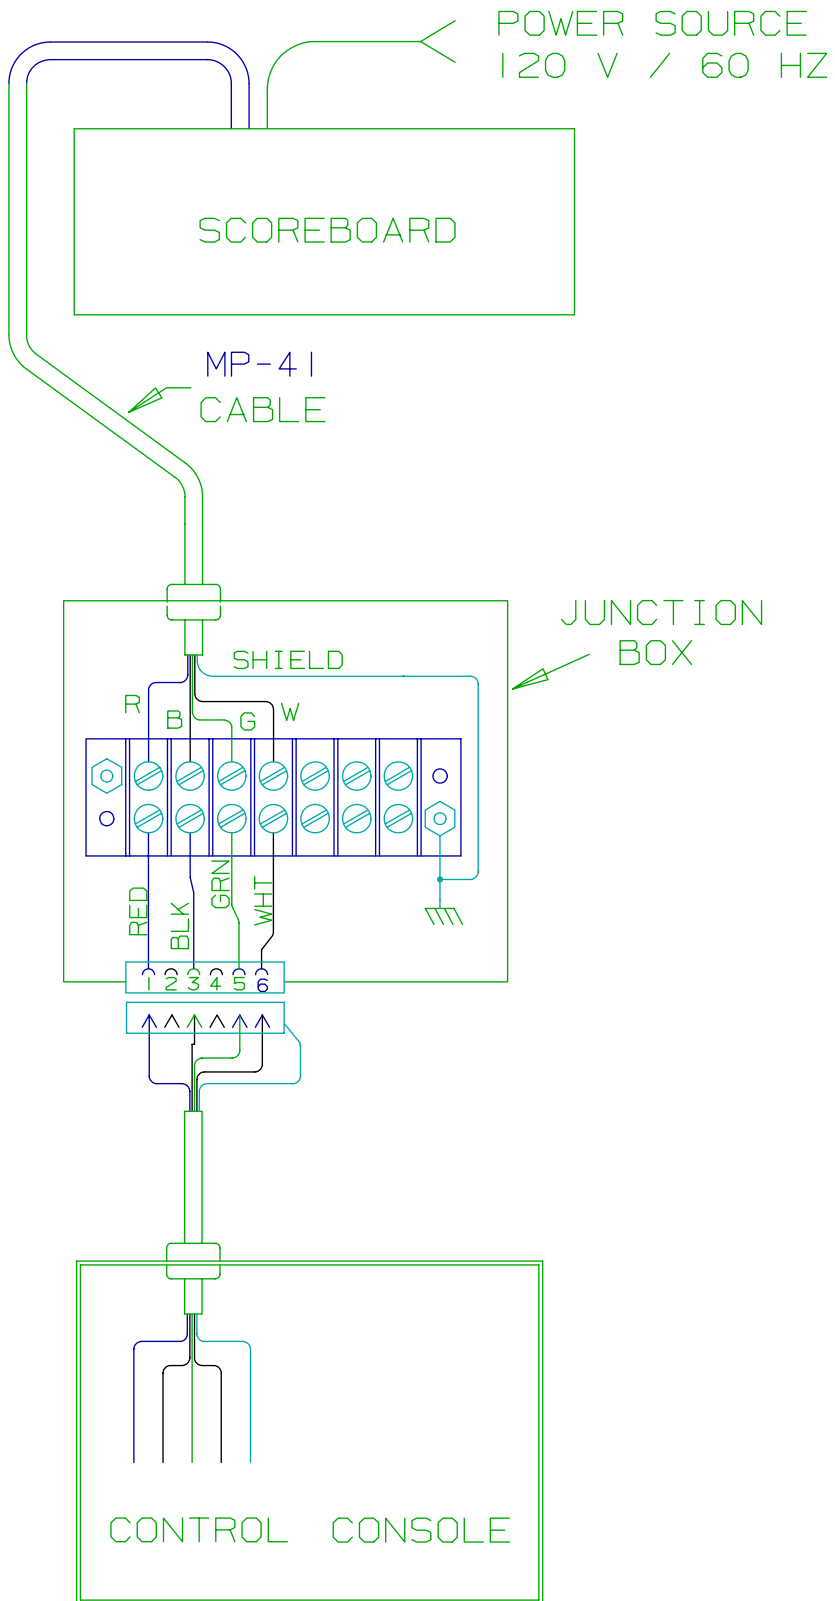 POWER SOURCE
120 V / 60 HZ
SCOREBOARD
MP-41
CABLE
JUNCTION
BOX
SHIELD
R
B
G
W
RED
BLK
GRN
WHT
1 2 3 4 5 6
CONTROL CONSOLE